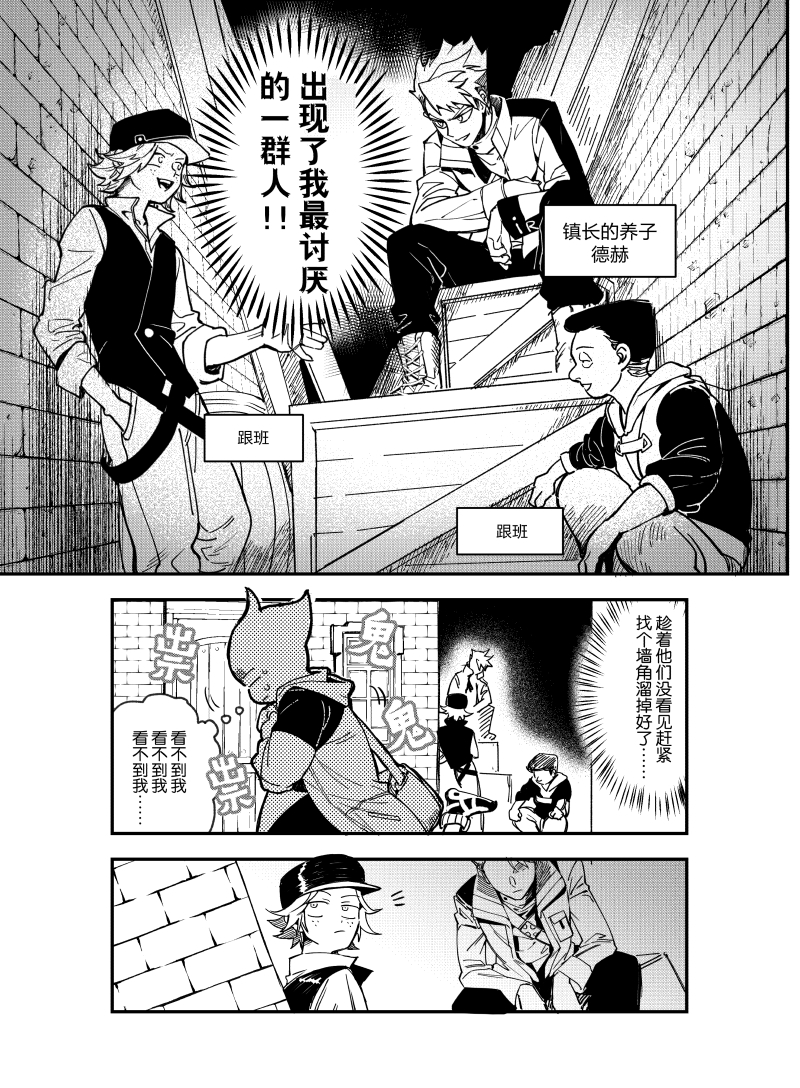 出现了我最讨厌
的一群人!!
镇长的养子
德赫
跟班
跟班
趁着他们没看见赶紧
找个墙角溜掉好了……
鬼
鬼
祟
祟
看不到我
看不到我
看不到我……